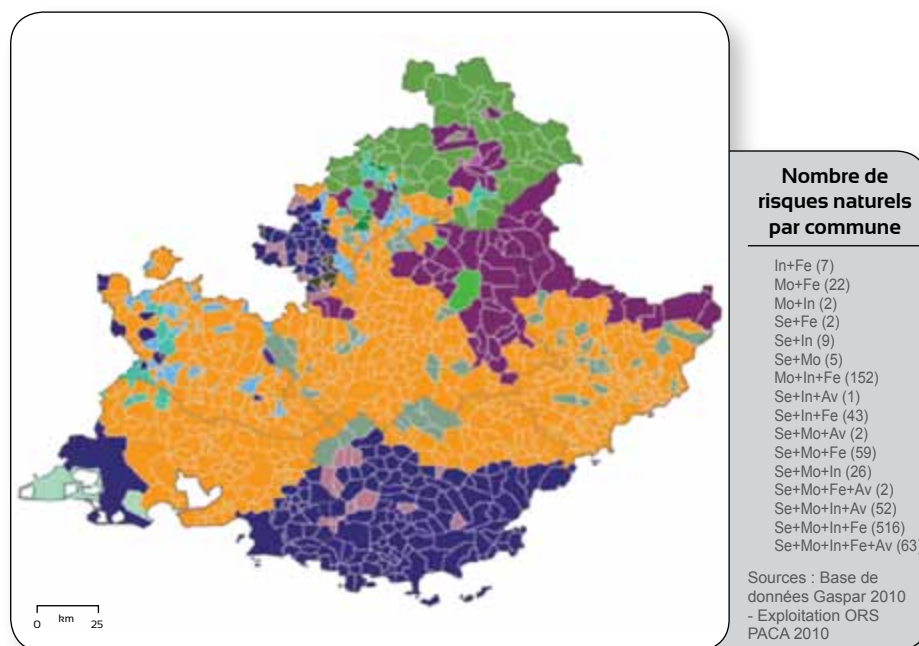 Nombre de
risques naturels
par commune
In+Fe (7)
Mo+Fe (22)
Mo+In (2)
Se+Fe (2)
Se+In (9)
Se+Mo (5)
Mo+In+Fe (152)
Se+In+Av (1)
Se+In+Fe (43)
Se+Mo+Av (2)
Se+Mo+Fe (59)
Se+Mo+In (26)
Se+Mo+Fe+Av (2)
Se+Mo+In+Av (52)
Se+Mo+In+Fe (516)
Se+Mo+In+Fe+Av (63)
Sources : Base de
données Gaspar 2010
- Exploitation ORS
PACA 2010
0 km 25